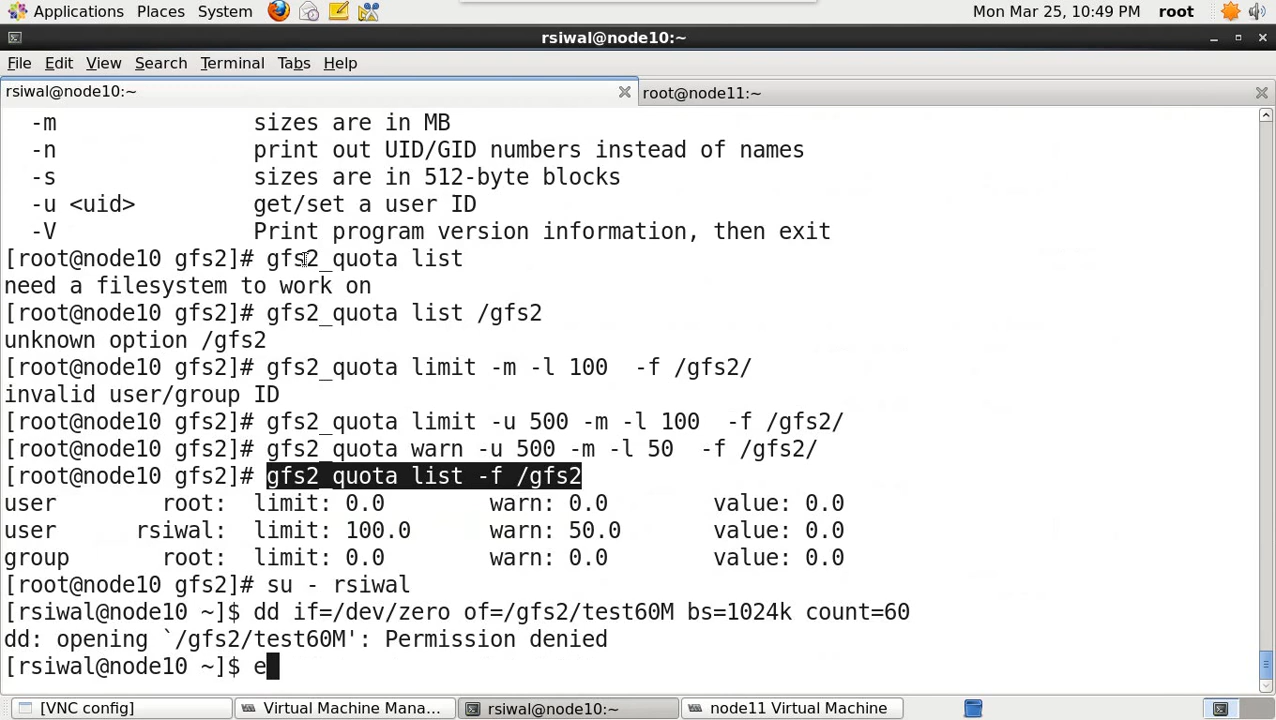 Applications Places System Mon Mar 25, 10:49 PM root
rsiwal@node10:~
File Edit View Search Terminal Tabs Help
rsiwal@node10:~ root@node11:~
-m sizes are in MB
-n print out UID/GID numbers instead of names
-s sizes are in 512-byte blocks
-u <uid> get/set a user ID
-V Print program version information, then exit
[root@node10 gfs2]# gfs2_quota list
need a filesystem to work on
[root@node10 gfs2]# gfs2_quota list /gfs2
unknown option /gfs2
[root@node10 gfs2]# gfs2_quota limit -m -l 100  -f /gfs2/
invalid user/group ID
[root@node10 gfs2]# gfs2_quota limit -u 500 -m -l 100  -f /gfs2/
[root@node10 gfs2]# gfs2_quota warn -u 500 -m -l 50  -f /gfs2/
[root@node10 gfs2]# gfs2_quota list -f /gfs2
user root: limit: 0.0 warn: 0.0 value: 0.0
user rsiwal: limit: 100.0 warn: 50.0 value: 0.0
group root: limit: 0.0 warn: 0.0 value: 0.0
[root@node10 gfs2]# su - rsiwal
[rsiwal@node10 ~]$ dd if=/dev/zero of=/gfs2/test60M bs=1024k count=60
dd: opening `/gfs2/test60M': Permission denied
[rsiwal@node10 ~]$ e
[VNC config] Virtual Machine Mana... rsiwal@node10:~ node11 Virtual Machine